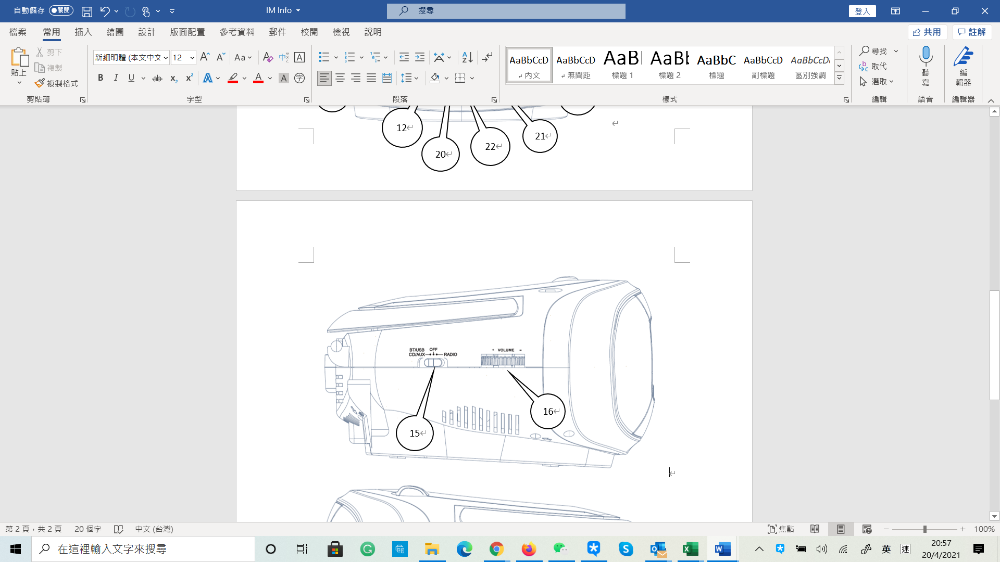 自動儲存 關閉 IM Info 搜尋 登入
檔案 常用 插入 繪圖 設計 版面配置 參考資料 郵件 校閱 檢視 說明 共用 註解
貼上
剪下
複製
複製格式
剪貼簿
新細明體 (本文中文 12
字型
段落
AaBbCcD AaBbCcD AaB AaBb AaBbC AaBbCcD AaBbCcD
內文 無間距 標題 1 標題 2 標題 副標題 區別強調
樣式
尋找
取代
選取
編輯
聽
寫
語音
編
輯器
編輯器
12
20
22
21
BT/USB OFF
CD/AUX RADIO
+ VOLUME -
15
16
第 2 頁，共 2 頁 20 個字 中文 (台灣) 焦點 100%
在這裡輸入文字來搜尋
英 速
20:57
20/4/2021